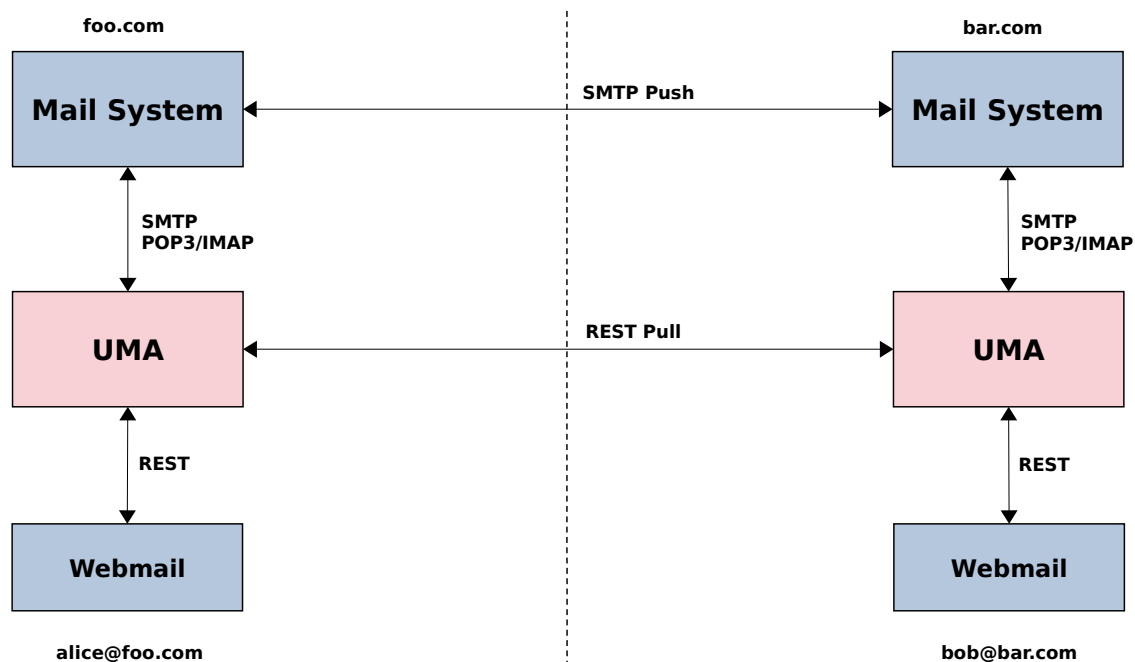 foo.com
bar.com
Mail System
SMTP Push
Mail System
SMTP
POP3/IMAP
SMTP
POP3/IMAP
UMA
REST Pull
UMA
REST
REST
Webmail
Webmail
alice@foo.com
bob@bar.com